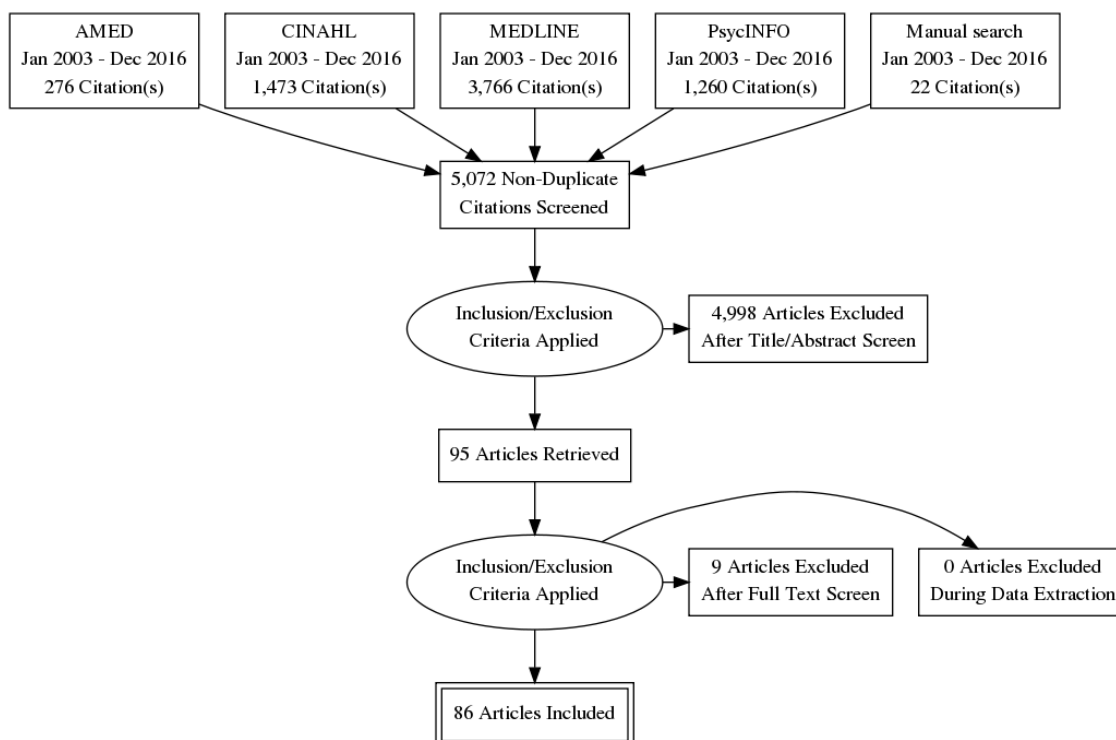 AMED
Jan 2003 - Dec 2016
276 Citation(s)
CINAHL
Jan 2003 - Dec 2016
1,473 Citation(s)
MEDLINE
Jan 2003 - Dec 2016
3,766 Citation(s)
PsycINFO
Jan 2003 - Dec 2016
1,260 Citation(s)
Manual search
Jan 2003 - Dec 2016
22 Citation(s)
5,072 Non-Duplicate
Citations Screened
Inclusion/Exclusion
Criteria Applied
4,998 Articles Excluded
After Title/Abstract Screen
95 Articles Retrieved
Inclusion/Exclusion
Criteria Applied
9 Articles Excluded
After Full Text Screen
0 Articles Excluded
During Data Extraction
86 Articles Included